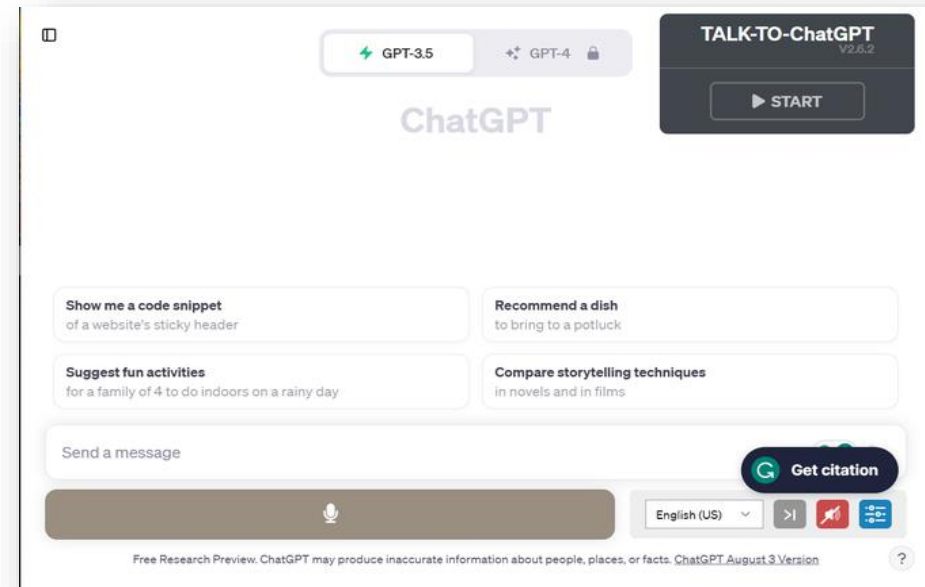 GPT-3.5
GPT-4
TALK-TO-ChatGPT
V2.6.2
START
ChatGPT
Show me a code snippet
of a website's sticky header
Recommend a dish
to bring to a potluck
Suggest fun activities
for a family of 4 to do indoors on a rainy day
Compare storytelling techniques
in novels and in films
Send a message
G Get citation
English (US)
Free Research Preview. ChatGPT may produce inaccurate information about people, places, or facts. ChatGPT August 3 Version
?